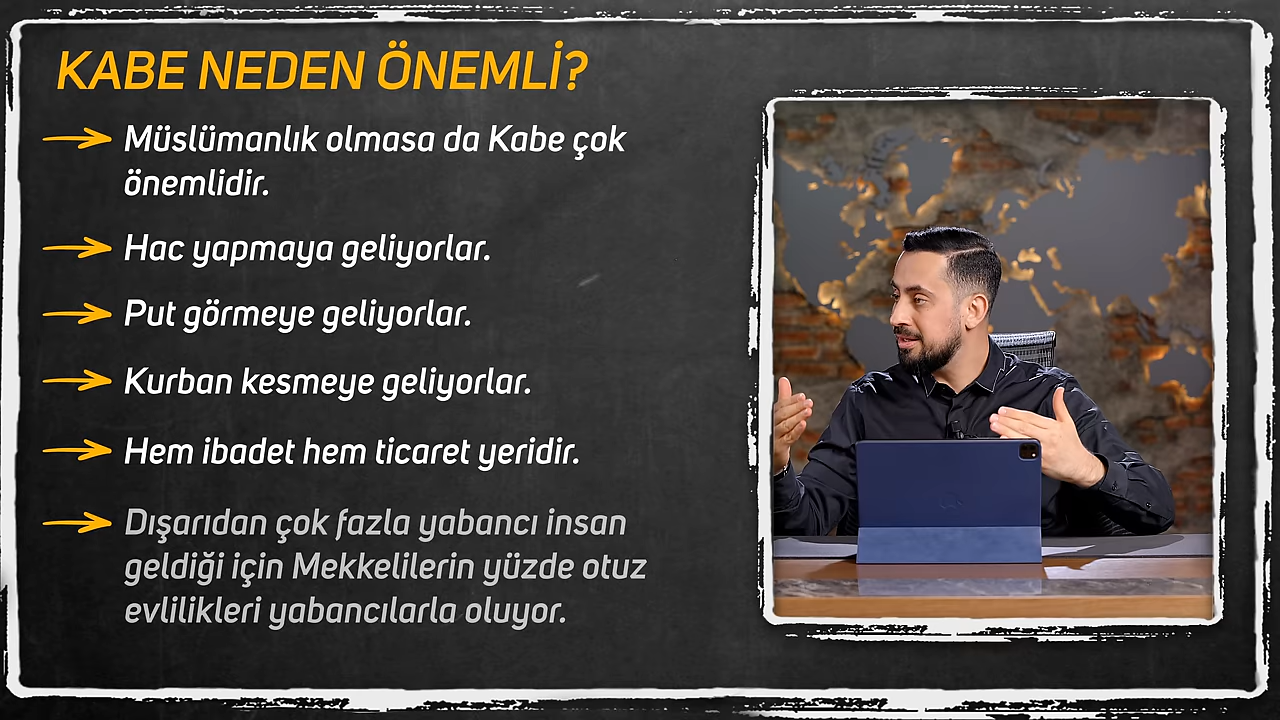 KABE NEDEN ÖNEMLİ?
Müslümanlık olmasa da Kabe çok
önemlidir.
Hac yapmaya geliyorlar.
Put görmeye geliyorlar.
Kurban kesmeye geliyorlar.
Hem ibadet hem ticaret yeridir.
Dışarıdan çok fazla yabancı insan
geldiği için Mekkelilerin yüzde otuz
evlilikleri yabancılarla oluyor.